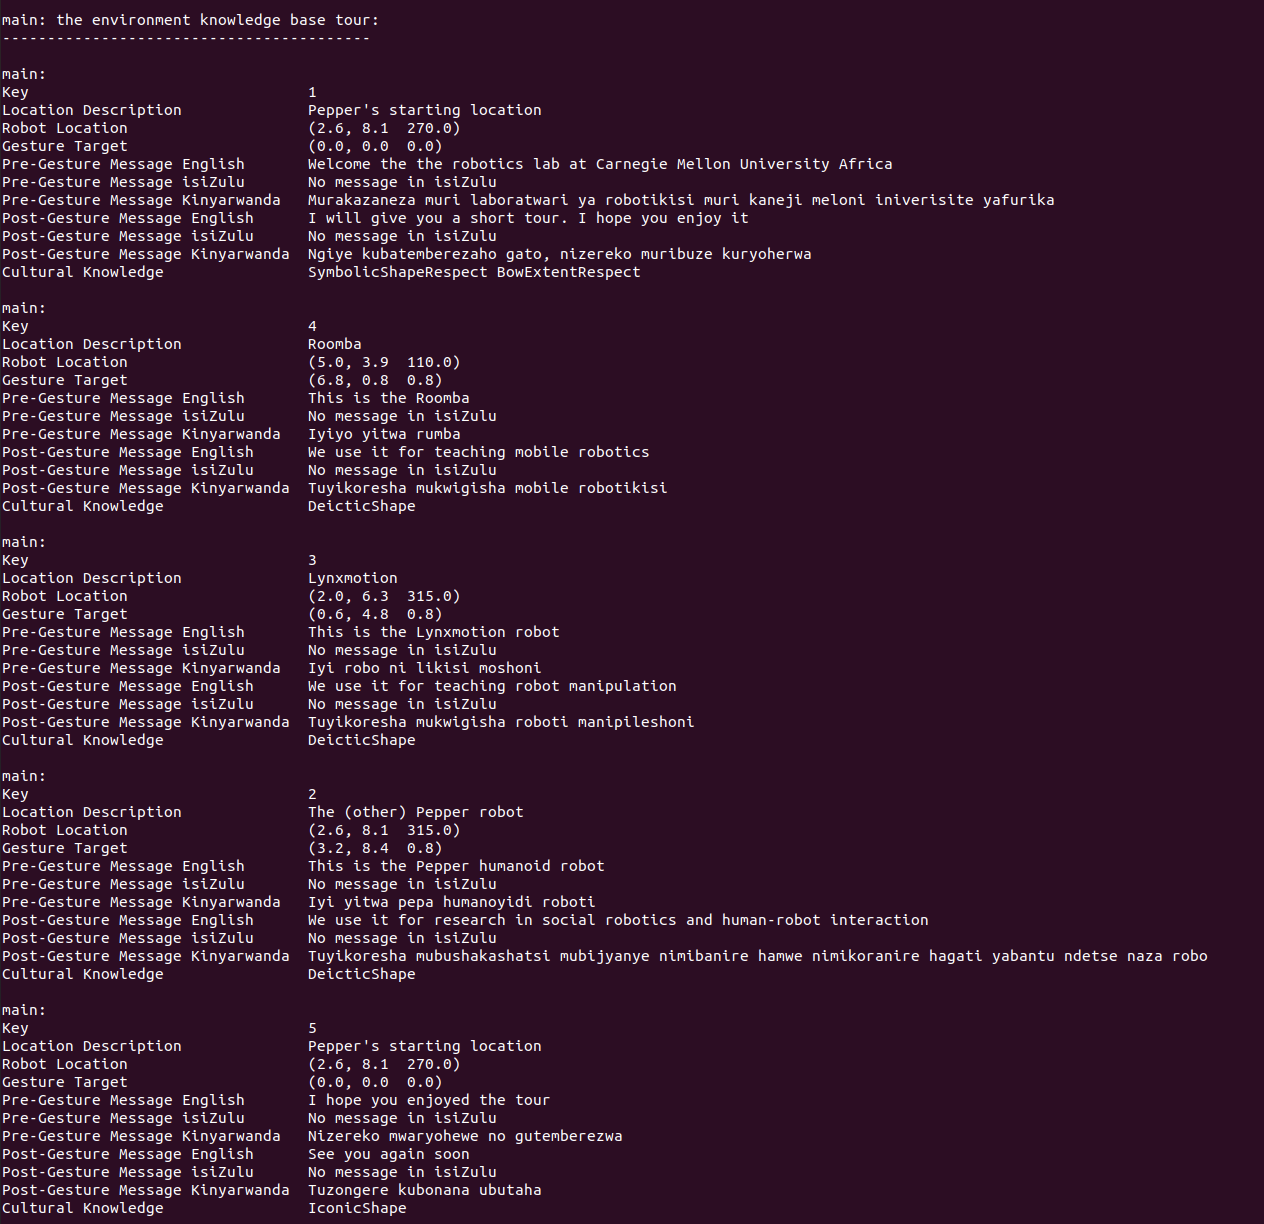 main: the environment knowledge base tour:
-----------------------------------------
main:
Key 1
Location Description Pepper's starting location
Robot Location (2.6, 8.1 270.0)
Gesture Target (0.0, 0.0 0.0)
Pre-Gesture Message English Welcome the the robotics lab at Carnegie Mellon University Africa
Pre-Gesture Message isiZulu No message in isiZulu
Pre-Gesture Message Kinyarwanda Murakazaneza muri laboratwari ya robotikisi muri kaneji meloni iniverisite yafurika
Post-Gesture Message English I will give you a short tour. I hope you enjoy it
Post-Gesture Message isiZulu No message in isiZulu
Post-Gesture Message Kinyarwanda Ngiye kubatemberezaho gato, nizereko muribuze kuryoherwa
Cultural Knowledge SymbolicShapeRespect BowExtentRespect
main:
Key 4
Location Description Roomba
Robot Location (5.0, 3.9 110.0)
Gesture Target (6.8, 0.8 0.8)
Pre-Gesture Message English This is the Roomba
Pre-Gesture Message isiZulu No message in isiZulu
Pre-Gesture Message Kinyarwanda Iyiyo yitwa rumba
Post-Gesture Message English We use it for teaching mobile robotics
Post-Gesture Message isiZulu No message in isiZulu
Post-Gesture Message Kinyarwanda Tuyikoresha mukwigisha mobile robotikisi
Cultural Knowledge DeicticShape
main:
Key 3
Location Description Lynxmotion
Robot Location (2.0, 6.3 315.0)
Gesture Target (0.6, 4.8 0.8)
Pre-Gesture Message English This is the Lynxmotion robot
Pre-Gesture Message isiZulu No message in isiZulu
Pre-Gesture Message Kinyarwanda Iyi robo ni likisi moshoni
Post-Gesture Message English We use it for teaching robot manipulation
Post-Gesture Message isiZulu No message in isiZulu
Post-Gesture Message Kinyarwanda Tuyikoresha mukwigisha roboti manipileshoni
Cultural Knowledge DeicticShape
main:
Key 2
Location Description The (other) Pepper robot
Robot Location (2.6, 8.1 315.0)
Gesture Target (3.2, 8.4 0.8)
Pre-Gesture Message English This is the Pepper humanoid robot
Pre-Gesture Message isiZulu No message in isiZulu
Pre-Gesture Message Kinyarwanda Iyi yitwa pepa humanoyidi roboti
Post-Gesture Message English We use it for research in social robotics and human-robot interaction
Post-Gesture Message isiZulu No message in isiZulu
Post-Gesture Message Kinyarwanda Tuyikoresha mubushakashatsi mubijyanye nimibanire hamwe nimikoranire hagati yabantu ndetse naza robo
Cultural Knowledge DeicticShape
main:
Key 5
Location Description Pepper's starting location
Robot Location (2.6, 8.1 270.0)
Gesture Target (0.0, 0.0 0.0)
Pre-Gesture Message English I hope you enjoyed the tour
Pre-Gesture Message isiZulu No message in isiZulu
Pre-Gesture Message Kinyarwanda Nizereko mwaryohewe no gutemberezwa
Post-Gesture Message English See you again soon
Post-Gesture Message isiZulu No message in isiZulu
Post-Gesture Message Kinyarwanda Tuzongere kubonana ubutaha
Cultural Knowledge IconicShape